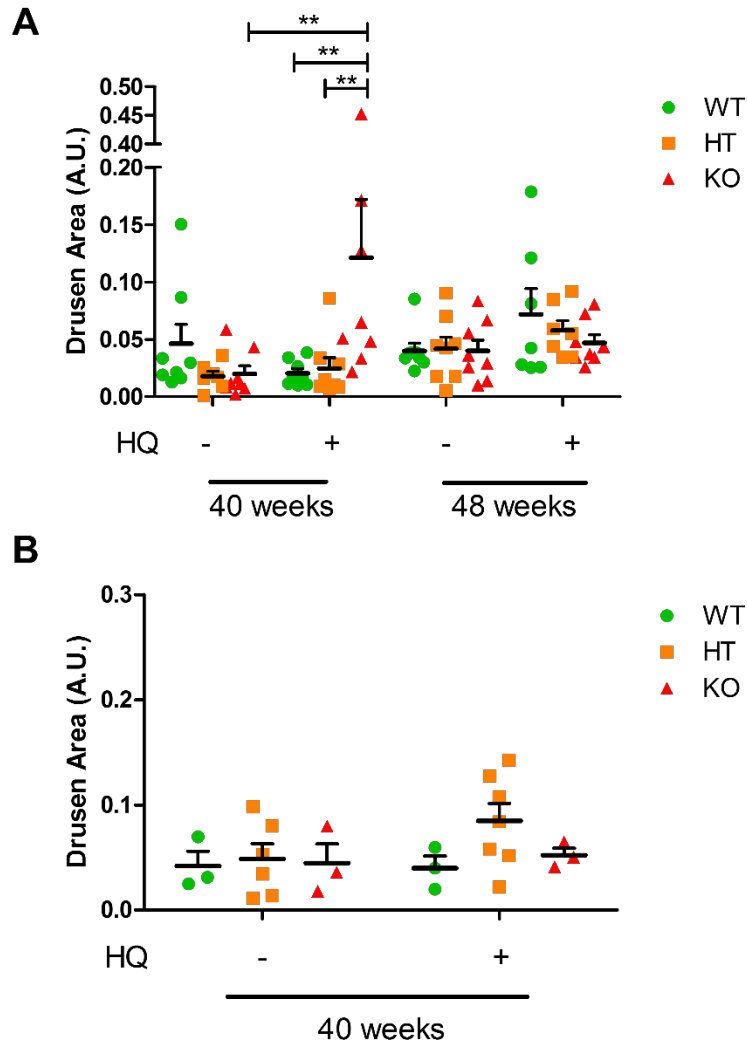 A
**
**
**
Drusen Area (A.U.)
0.50
0.45
0.40
0.20
0.15
0.10
0.05
0.00
WT
HT
KO
HQ - + - +
40 weeks 48 weeks
B
Drusen Area (A.U.)
0.3
0.2
0.1
0.0
WT
HT
KO
HQ - +
40 weeks